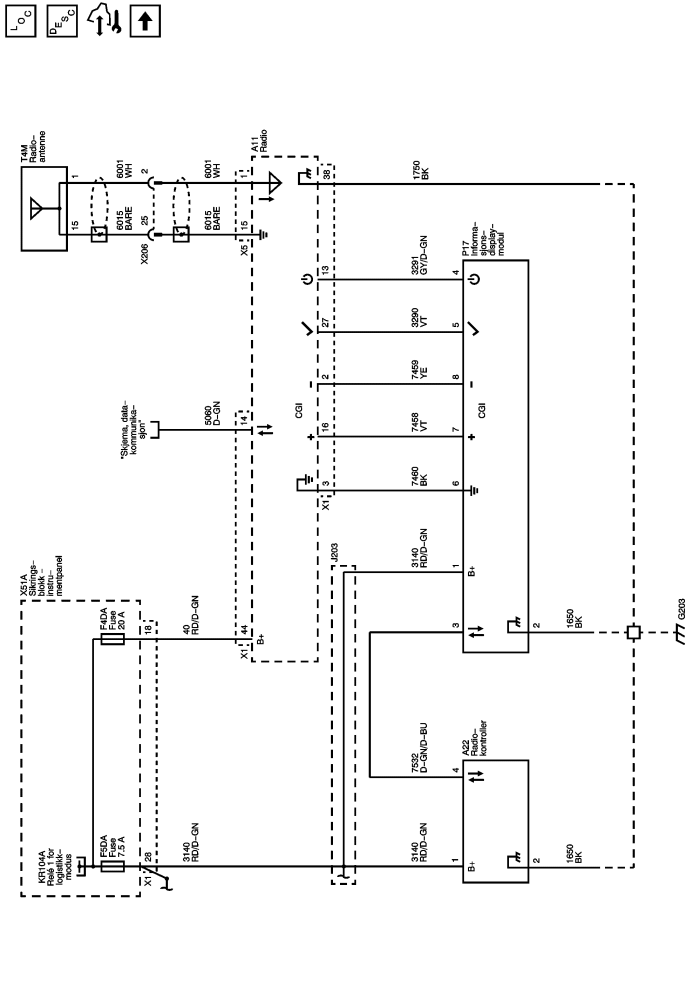 LOC
DESC
T4M
Radio–
antenne
1
15
6001
WH
6015
BARE
2
25
X206
6001
WH
6015
BARE
1
15
X5
A11
Radio
38
1750
BK
13
3291
GY/D–GN
4
P17
Informa–
sjons–
display–
modul
27
3290
VT
5
2
7459
YE
8
CGI
CGI
16
7458
VT
7
3
X1
7460
BK
6
"Skjema, data–
kommunika–
sjon"
5060
D–GN
14
J203
3140
RD/D–GN
1
B+
X51A
Sikrings–
blokk –
instru–
mentpanel
F4DA
Fuse
20 A
18
40
RD/D–GN
44
X1
B+
3
2
1650
BK
G203
KR104A
Relé 1 for
logistikk–
modus
F5DA
Fuse
7.5 A
28
X1
3140
RD/D–GN
7532
D–GN/D–BU
4
A22
Radio–
kontroller
3140
RD/D–GN
1
B+
2
1650
BK